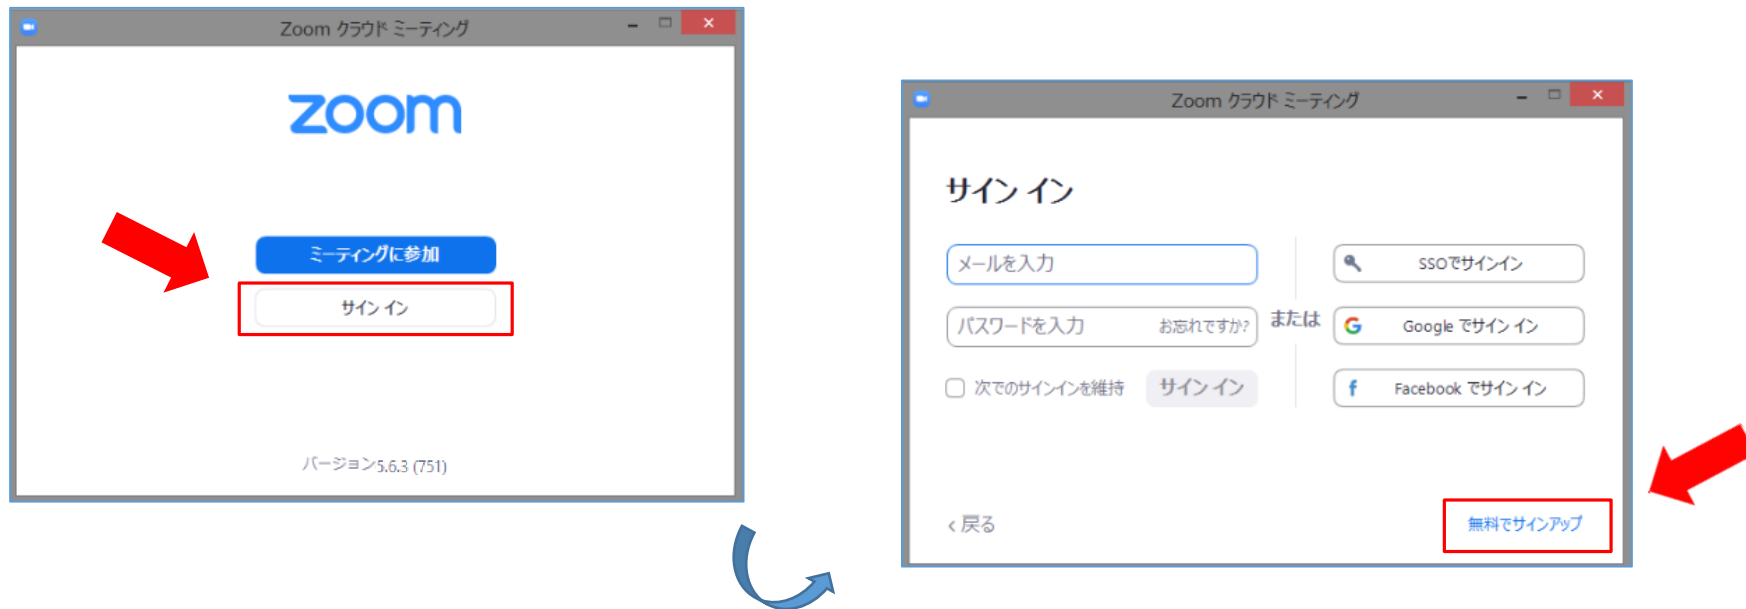 Zoom クラウド ミーティング
zoom
ミーティングに参加
サイン イン
バージョン5.6.3 (751)
Zoom クラウド ミーティング
サイン イン
メールを入力
パスワードを入力 お忘れですか?
次でのサインインを維持 サイン イン
または
SSOでサインイン
Google でサイン イン
Facebook でサイン イン
< 戻る
無料でサインアップ